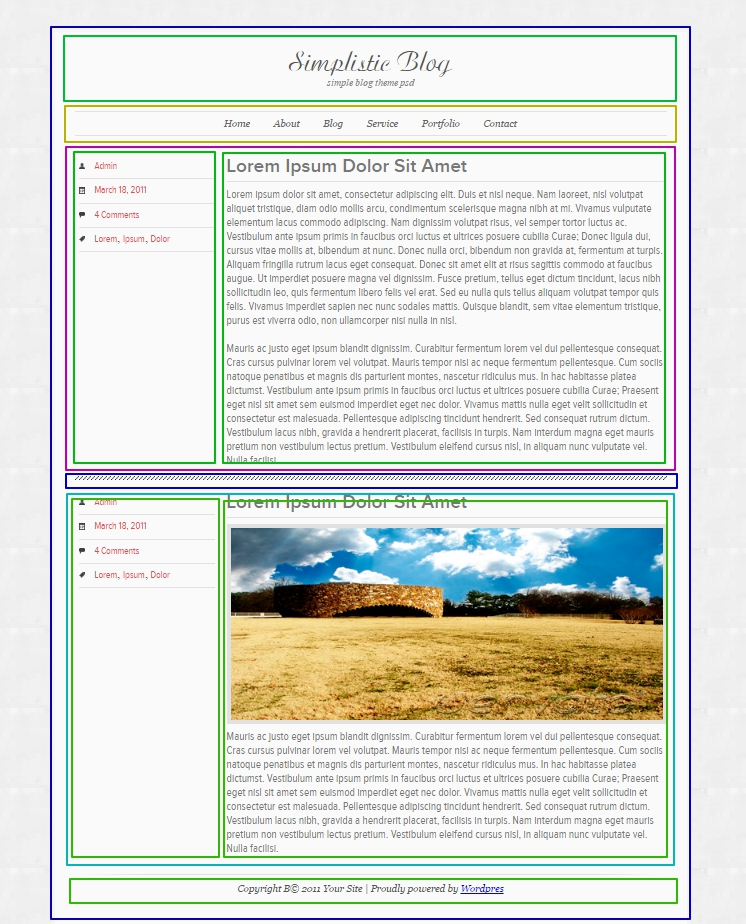 Simplistic Blog
simple blog theme psd
Home About Blog Service Portfolio Contact
Admin
March 18, 2011
4 Comments
Lorem, Ipsum, Dolor
Lorem Ipsum Dolor Sit Amet
Lorem ipsum dolor sit amet, consectetur adipiscing elit. Duis et nisl neque. Nam laoreet, nisl volutpat
aliquet tristique, diam odio mollis arcu, condimentum scelerisque magna nibh at mi. Vivamus vulputate
elementum lacus commodo adipiscing. Nam dignissim volutpat risus, vel semper tortor luctus ac.
Vestibulum ante ipsum primis in faucibus orci luctus et ultrices posuere cubilia Curae; Donec ligula dui,
cursus vitae mollis at, bibendum at nunc. Donec nulla orci, bibendum non gravida at, fermentum at turpis.
Aliquam fringilla rutrum lacus eget consequat. Donec sit amet elit at risus sagittis commodo at faucibus
augue. Ut imperdiet posuere magna vel dignissim. Fusce pretium, tellus eget dictum tincidunt, lacus nibh
sollicitudin leo, quis fermentum libero felis vel erat. Sed eu nulla quis tellus aliquam volutpat tempor quis
felis. Vivamus imperdiet sapien nec nunc sodales mattis. Quisque blandit, sem vitae elementum tristique,
purus est viverra odio, non ullamcorper nisi nulla in nisl.
Mauris ac justo eget ipsum blandit dignissim. Curabitur fermentum lorem vel dui pellentesque consequat.
Cras cursus pulvinar lorem vel volutpat. Mauris tempor nisi ac neque fermentum pellentesque. Cum sociis
natoque penatibus et magnis dis parturient montes, nascetur ridiculus mus. In hac habitasse platea
dictumst. Vestibulum ante ipsum primis in faucibus orci luctus et ultrices posuere cubilia Curae; Praesent
eget nisl sit amet sem euismod imperdiet eget nec dolor. Vivamus mattis nulla eget velit sollicitudin et
consectetur est malesuada. Pellentesque adipiscing tincidunt hendrerit. Sed consequat rutrum dictum.
Vestibulum lacus nibh, gravida a hendrerit placerat, facilisis in turpis. Nam interdum magna eget mauris
pretium non vestibulum lectus pretium. Vestibulum eleifend cursus nisl, in aliquam nunc vulputate vel.
Nulla facilisi.
Admin
March 18, 2011
4 Comments
Lorem, Ipsum, Dolor
Lorem Ipsum Dolor Sit Amet
Mauris ac justo eget ipsum blandit dignissim. Curabitur fermentum lorem vel dui pellentesque consequat.
Cras cursus pulvinar lorem vel volutpat. Mauris tempor nisi ac neque fermentum pellentesque. Cum sociis
natoque penatibus et magnis dis parturient montes, nascetur ridiculus mus. In hac habitasse platea
dictumst. Vestibulum ante ipsum primis in faucibus orci luctus et ultrices posuere cubilia Curae; Praesent
eget nisl sit amet sem euismod imperdiet eget nec dolor. Vivamus mattis nulla eget velit sollicitudin et
consectetur est malesuada. Pellentesque adipiscing tincidunt hendrerit. Sed consequat rutrum dictum.
Vestibulum lacus nibh, gravida a hendrerit placerat, facilisis in turpis. Nam interdum magna eget mauris
pretium non vestibulum lectus pretium. Vestibulum eleifend cursus nisl, in aliquam nunc vulputate vel.
Nulla facilisi.
Copyright В© 2011 Your Site | Proudly powered by Wordpres